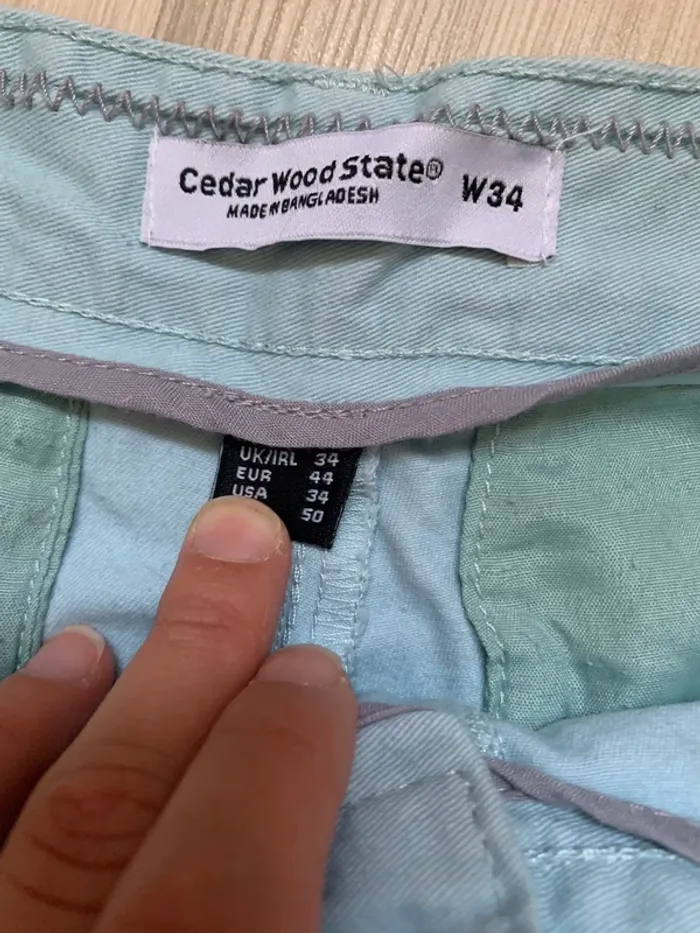 Cedar Wood State®
W34
MADE IN BANGLADESH
UK/IRL 34
EUR 44
USA 34
50